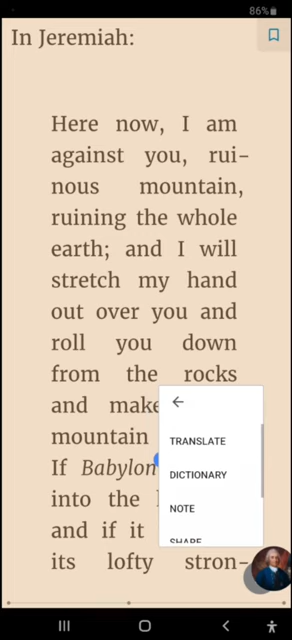 86%
In Jeremiah:
Here now, I am
against you, rui-
nous mountain,
ruining the whole
earth; and I will
stretch my hand
out over you and
roll you down
from the rocks
and make
mountain
If Babylon
into the
and if it
its lofty stron-
TRANSLATE
DICTIONARY
NOTE
SHARE